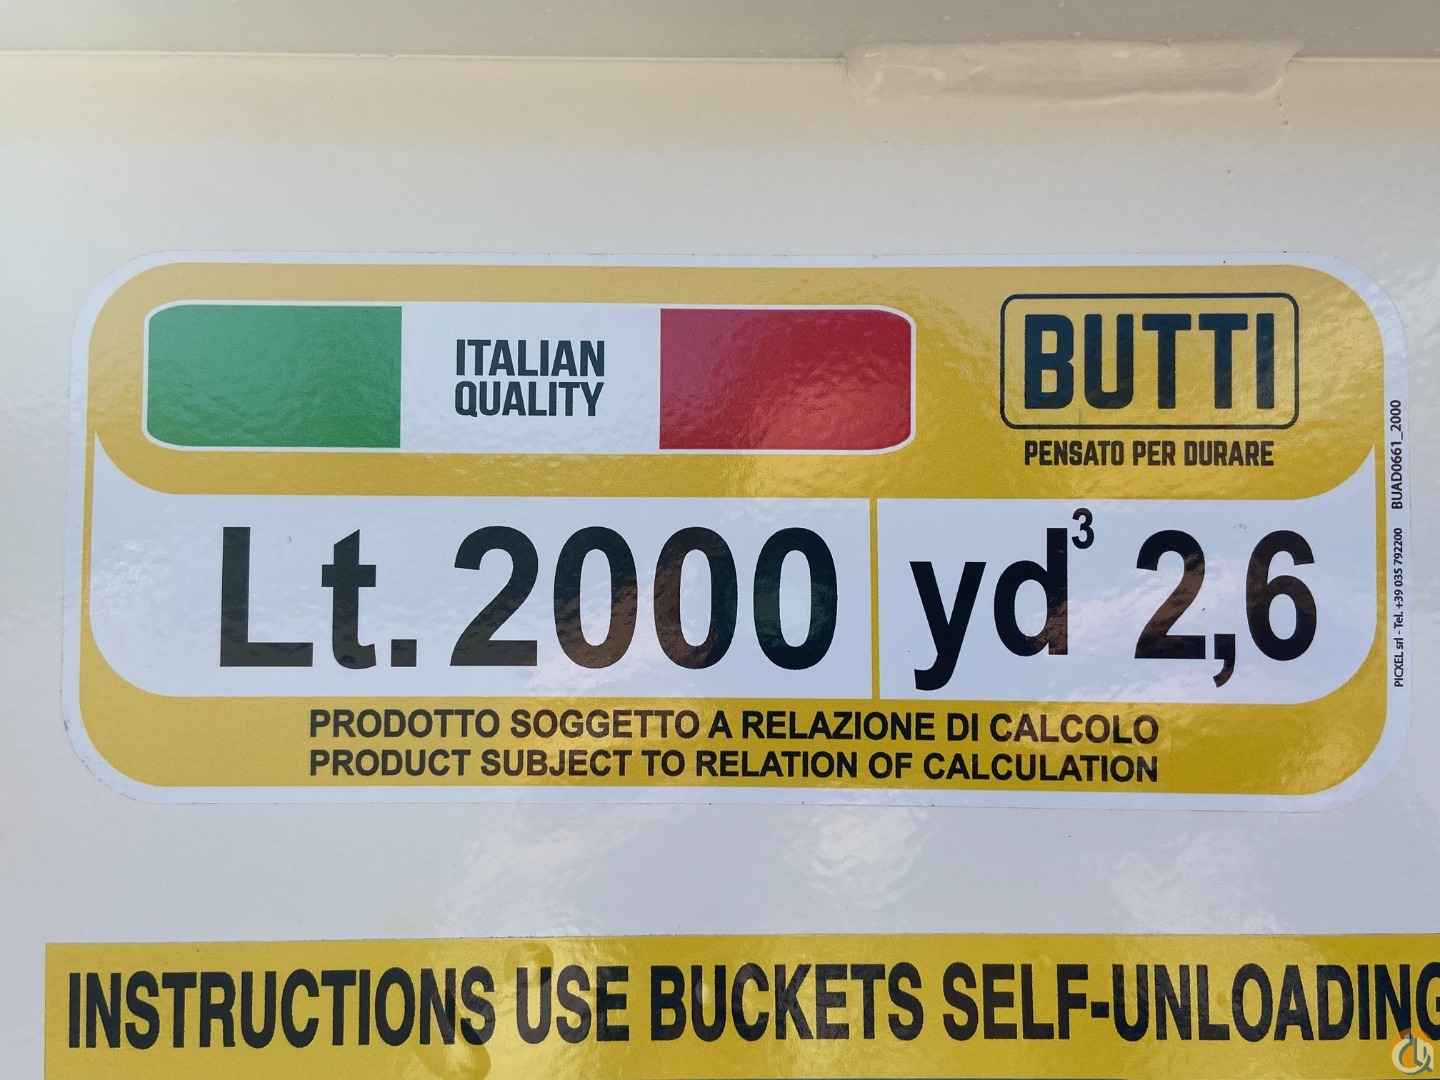 ITALIAN
QUALITY
BUTTI
PENSATO PER DURARE
Lt. 2000
yd³ 2,6
PRODOTTO SOGGETTO A RELAZIONE DI CALCOLO
PRODUCT SUBJECT TO RELATION OF CALCULATION
PICXEL srl - Tel. +39 035 792200 BUAD0661_2000
INSTRUCTIONS USE BUCKETS SELF-UNLOADING